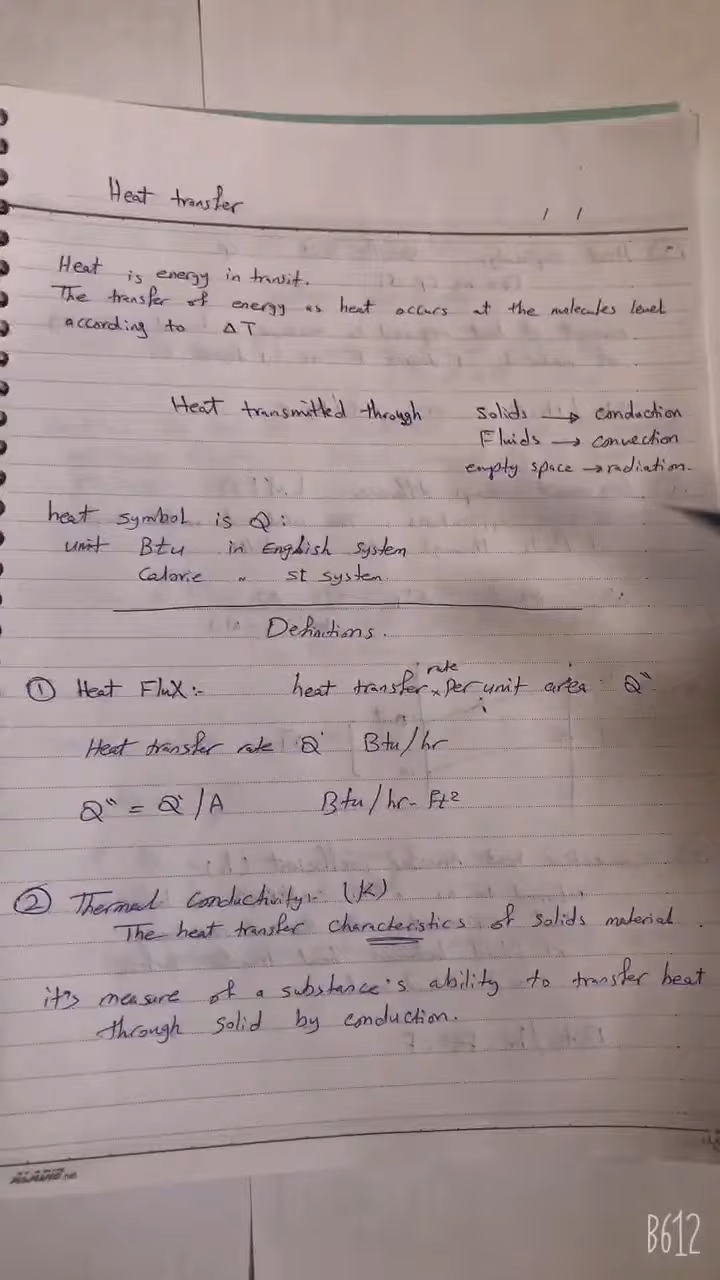 Heat transfer
/ /
Heat is energy in transit.
The transfer of energy as heat occurs at the molecules level
according to ΔT
Heat transmitted through solids → conduction
Fluids → convection
empty space → radiation.
heat symbol is Q:
unit Btu in English system
Calorie " SI system.
Definitions.
① Heat Flux:- heat transfer rate per unit area Q"
Heat transfer rate Q̇ Btu/hr
Q" = Q̇/A Btu/hr-Ft²
② Thermal Conductivity:- (K)
The heat transfer characteristics of solids material.
it's measure of a substance's ability to transfer heat
through solid by conduction.
B612